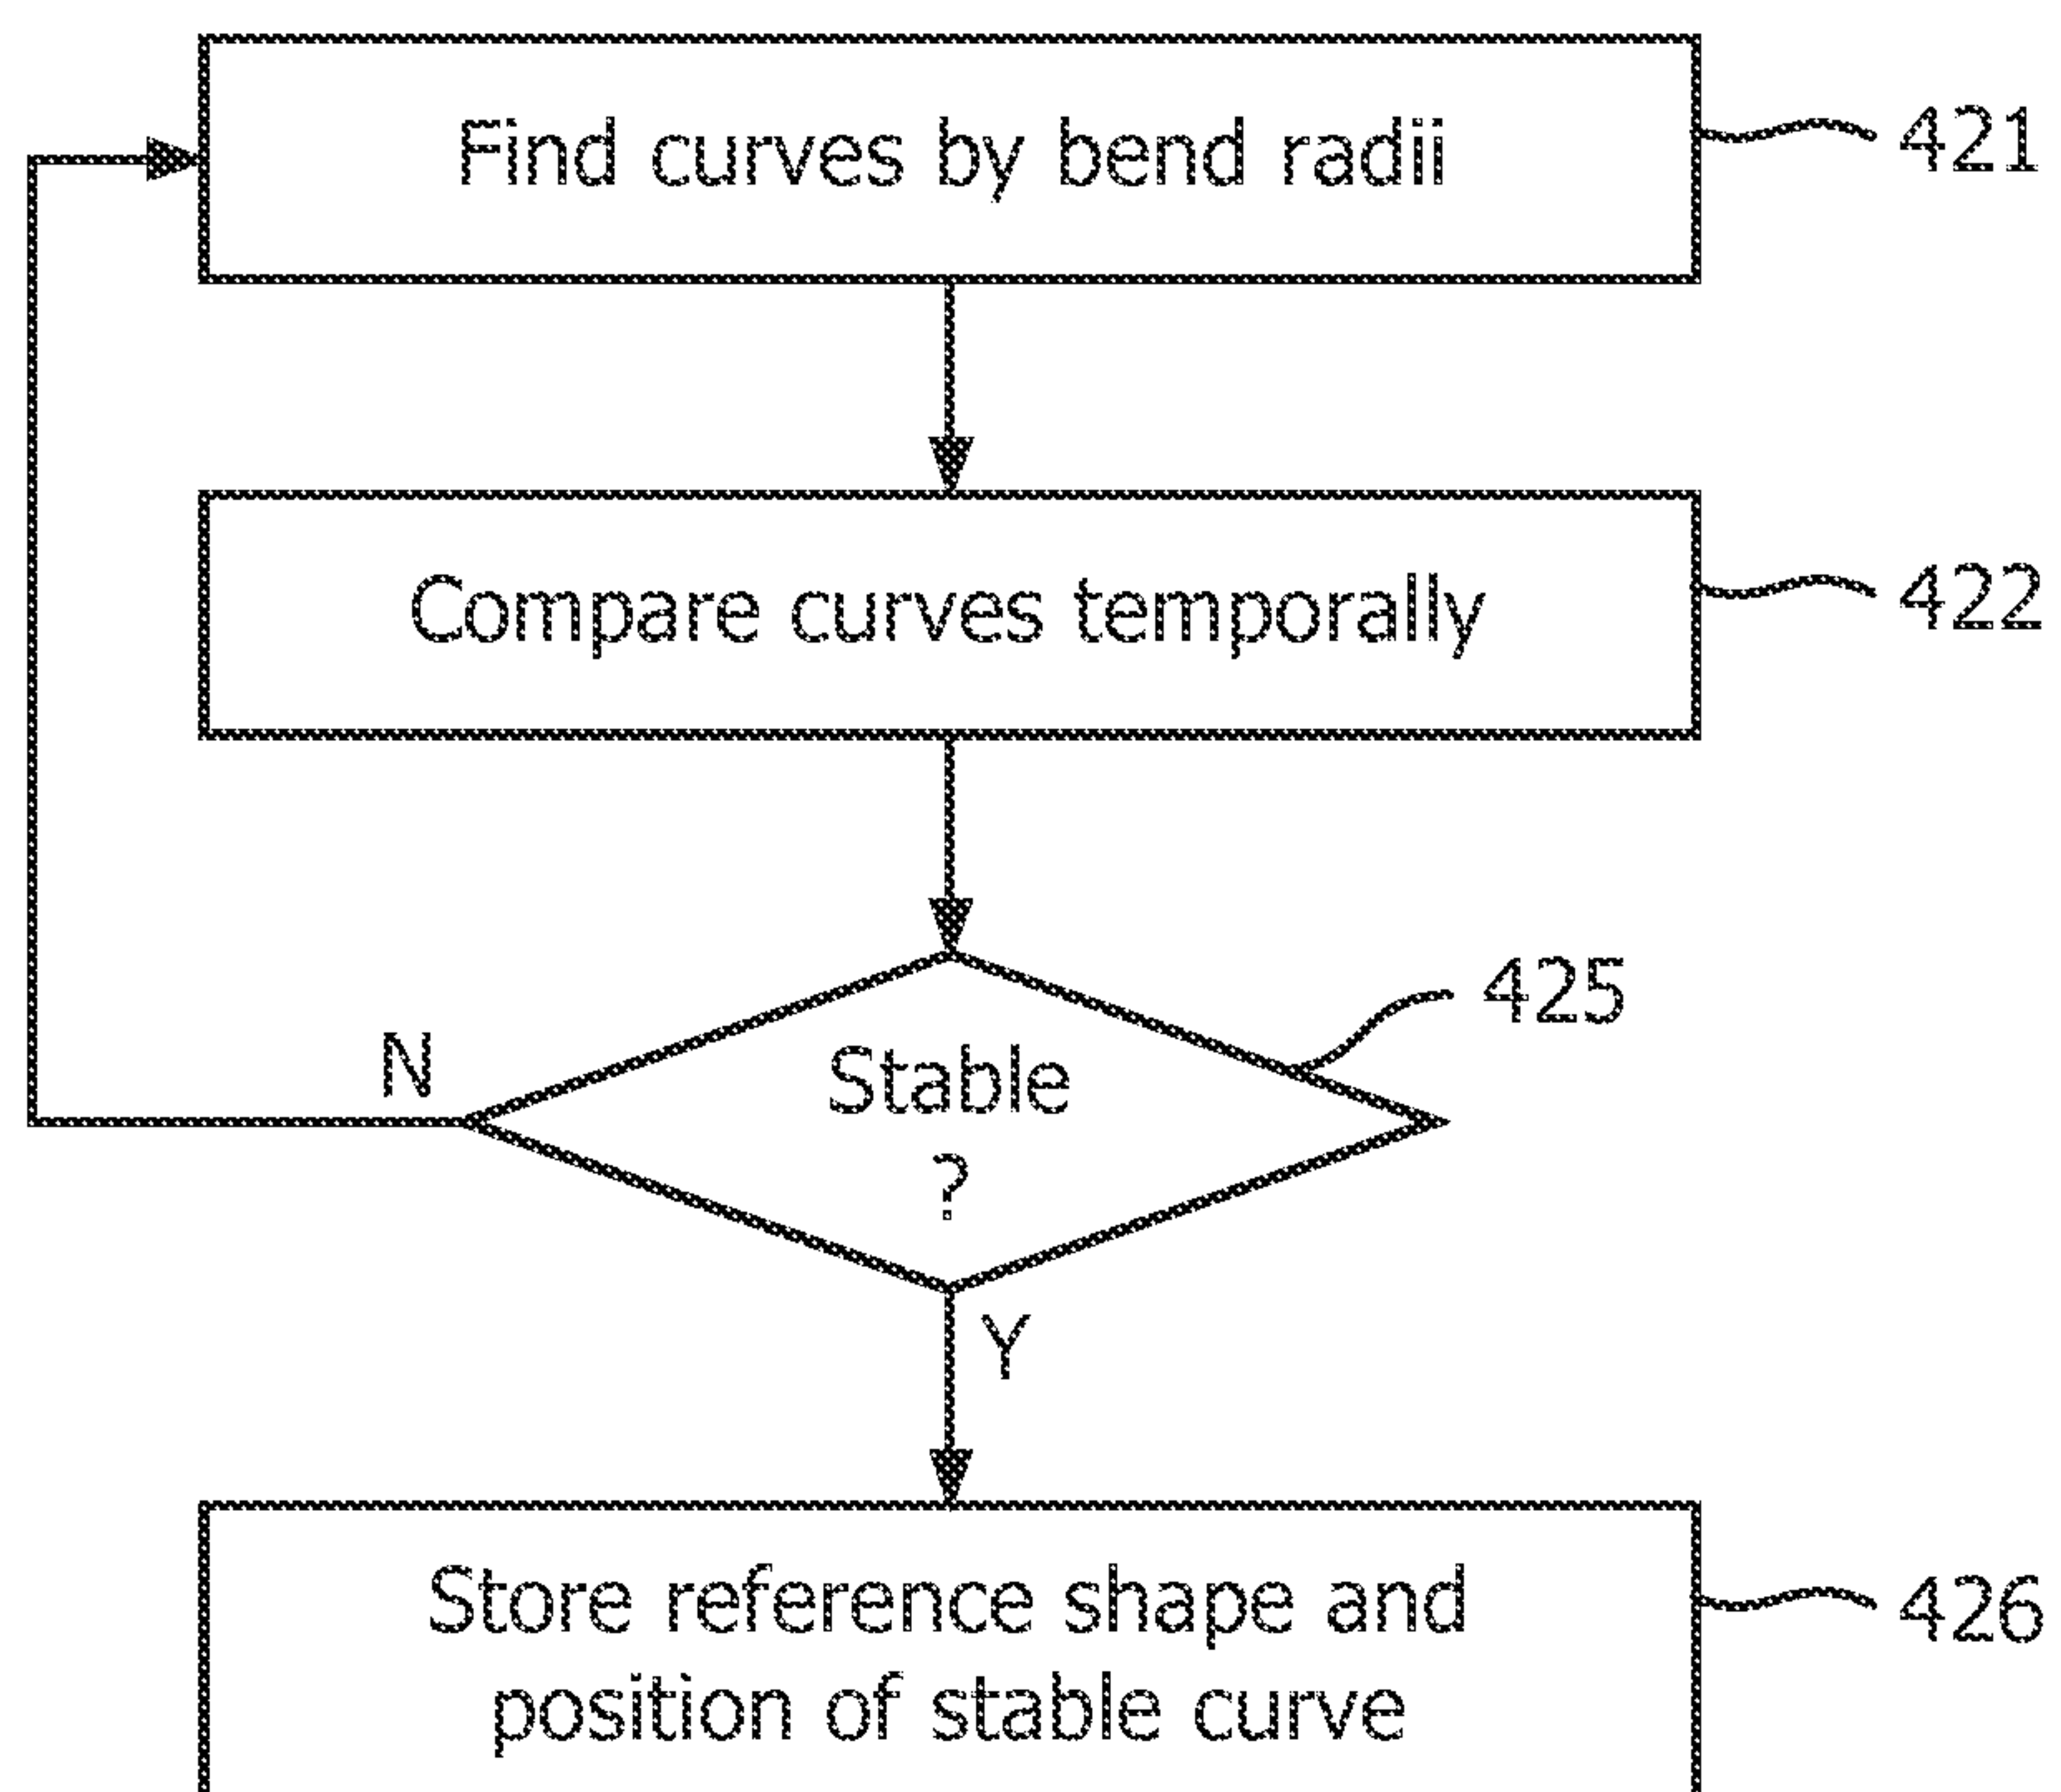 Find curves by bend radii
421
Compare curves temporally
422
425
N
Stable
?
Y
Store reference shape and
426
position of stable curve